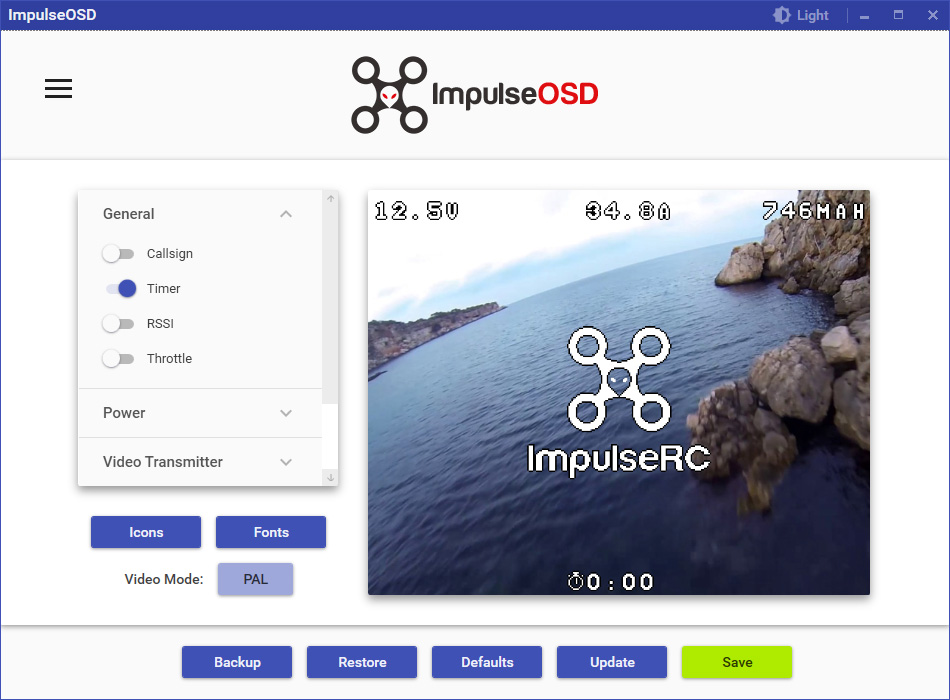 ImpulseOSD
Light
ImpulseOSD
General
Callsign
Timer
RSSI
Throttle
Power
Video Transmitter
Icons
Fonts
Video Mode:
PAL
12.5V
34.8A
746MAH
ImpulseRC
0:00
Backup
Restore
Defaults
Update
Save